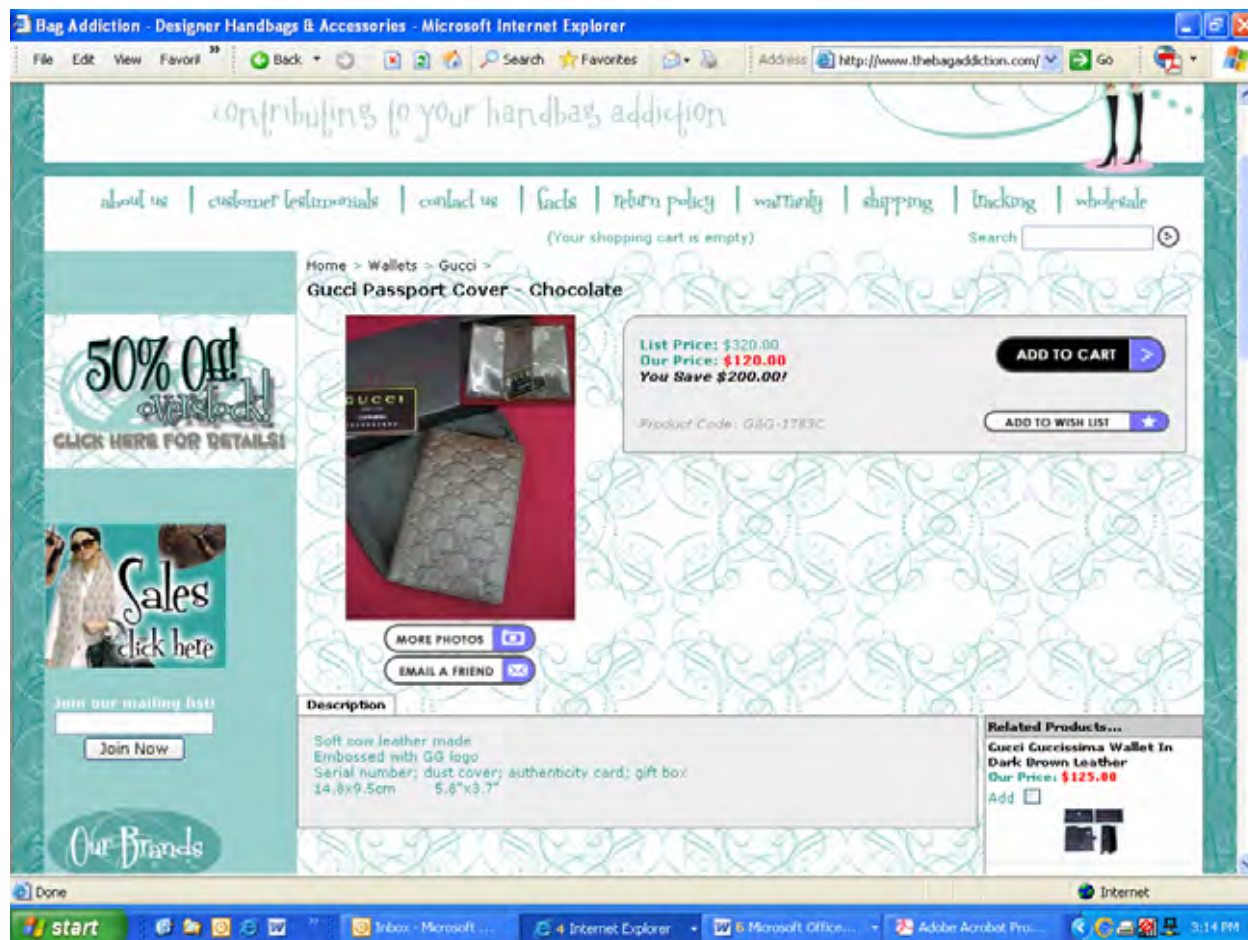 Bag Addiction - Designer Handbags & Accessories - Microsoft Internet Explorer
File Edit View Favorit » Back Search Favorites Address http://www.thebagaddiction.com/ Go
contributing to your handbag addiction
about us | customer testimonials | contact us | facts | return policy | warranty | shipping | tracking | wholesale
(Your shopping cart is empty) Search
Home > Wallets > Gucci >
Gucci Passport Cover - Chocolate
50% Off!
overstock!
CLICK HERE FOR DETAILS!
GUCCI
List Price: $320.00
Our Price: $120.00
You Save $200.00!
ADD TO CART
Product Code: G&G-1783C
ADD TO WISH LIST
Sales
click here
MORE PHOTOS
EMAIL A FRIEND
Join our mailing list!
Join Now
Description
Soft cow leather made
Embossed with GG logo
Serial number; dust cover; authenticity card; gift box
14.8x9.5cm 5.8"x3.7"
Related Products...
Gucci Guccissima Wallet In
Dark Brown Leather
Our Price: $125.00
Add
Our Brands
Done Internet
start » Inbox - Microsoft ... 4 Internet Explorer 6 Microsoft Office... Adobe Acrobat Pro... 3:14 PM